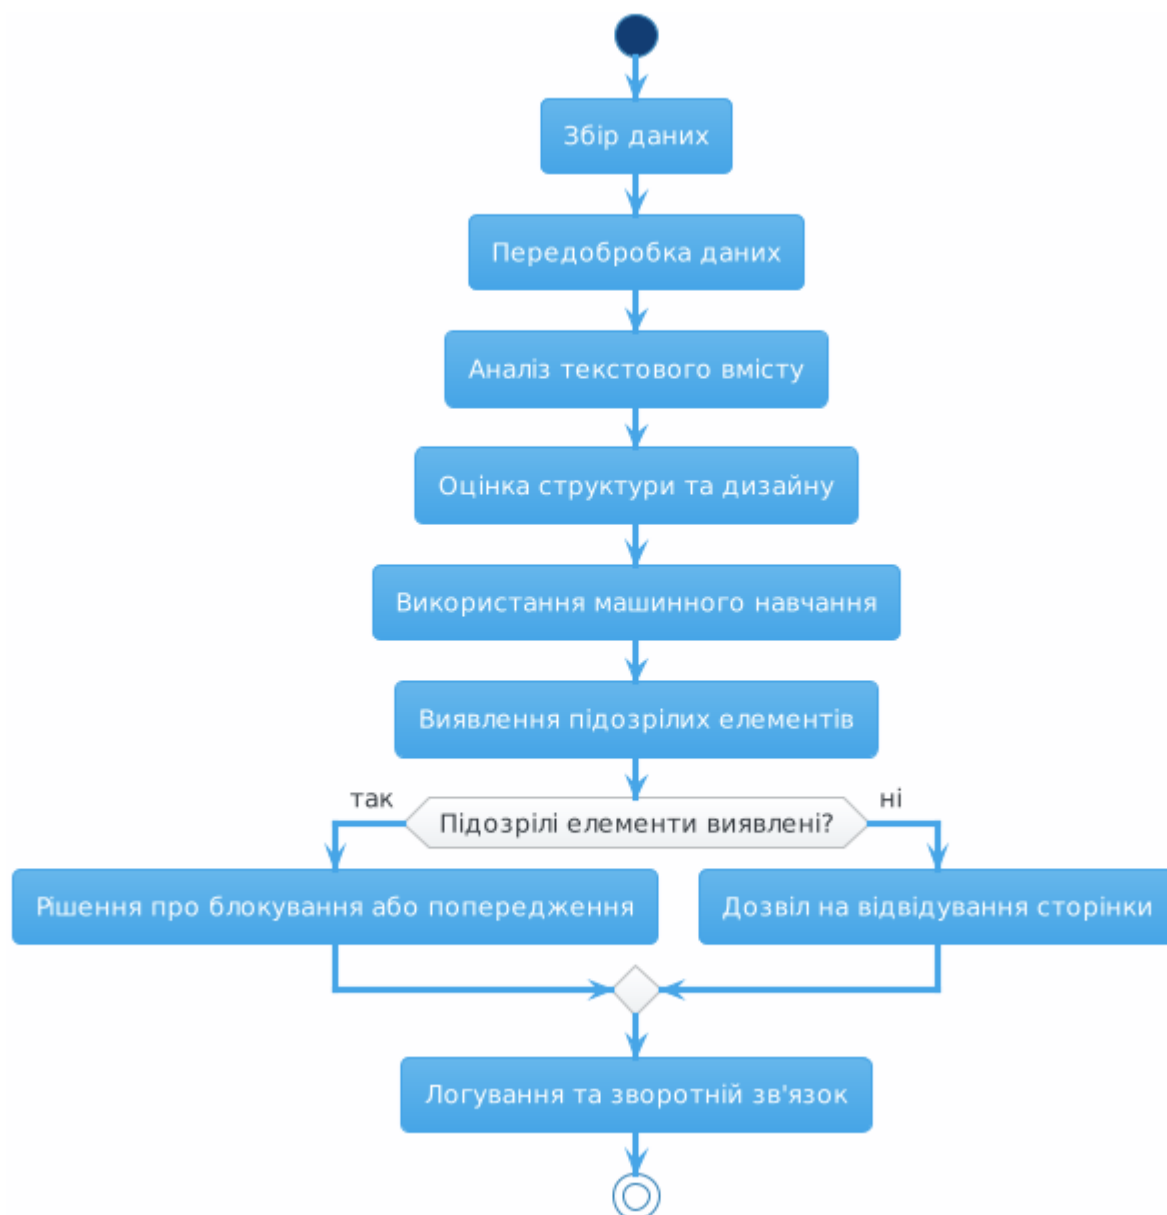 Збір даних
Передобробка даних
Аналіз текстового вмісту
Оцінка структури та дизайну
Використання машинного навчання
Виявлення підозрілих елементів
так
ні
Підозрілі елементи виявлені?
Рішення про блокування або попередження
Дозвіл на відвідування сторінки
Логування та зворотній зв'язок